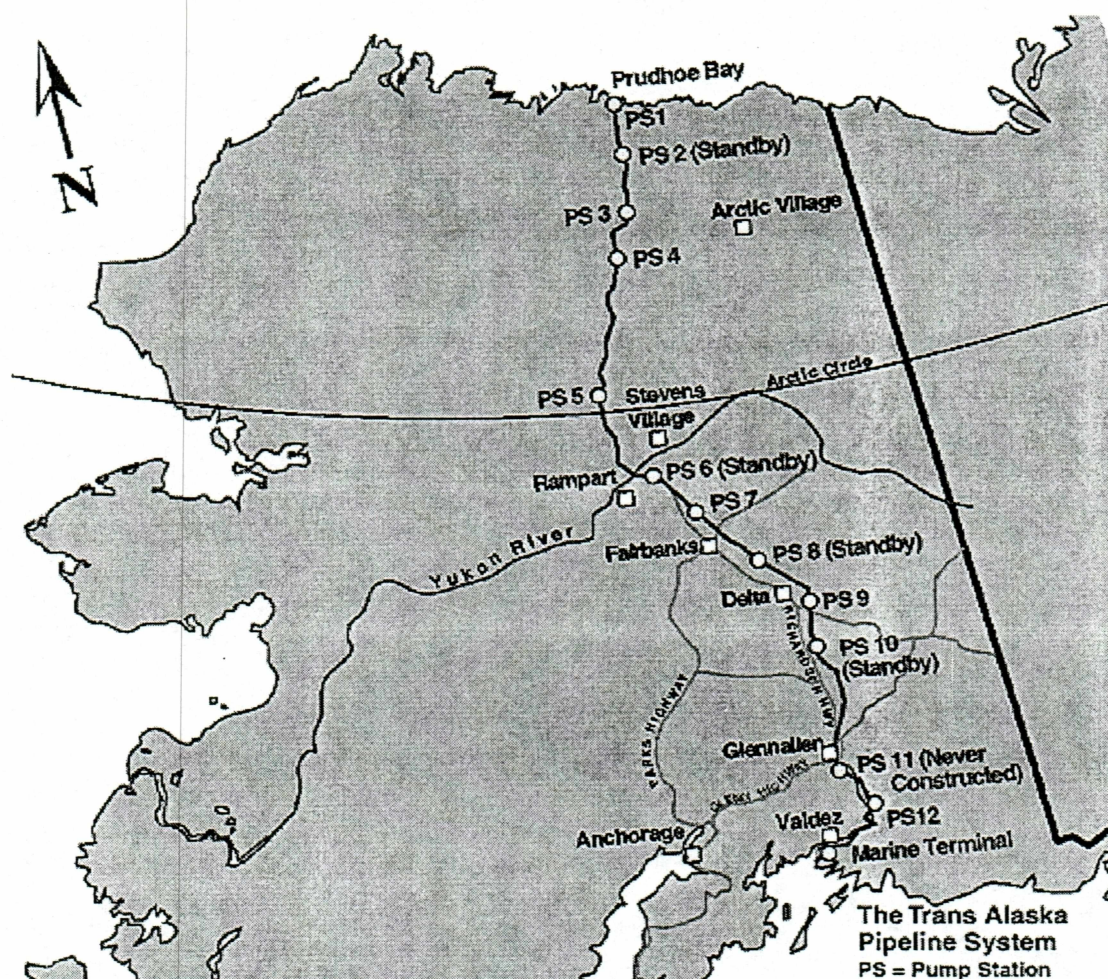 N
Prudhoe Bay
PS1
PS 2 (Standby)
PS 3
Arctic Village
PS 4
Arctic Circle
PS 5
Stevens
Village
Rampart
PS 6 (Standby)
PS 7
Yukon River
Fairbanks
PS 8 (Standby)
Delta
PS 9
RICHARDSON HWY
PS 10
(Standby)
PARKS HIGHWAY
Glennallen
PS 11 (Never
Constructed)
GLENN HIGHWAY
PS12
Valdez
Anchorage
Marine Terminal
The Trans Alaska
Pipeline System
PS = Pump Station